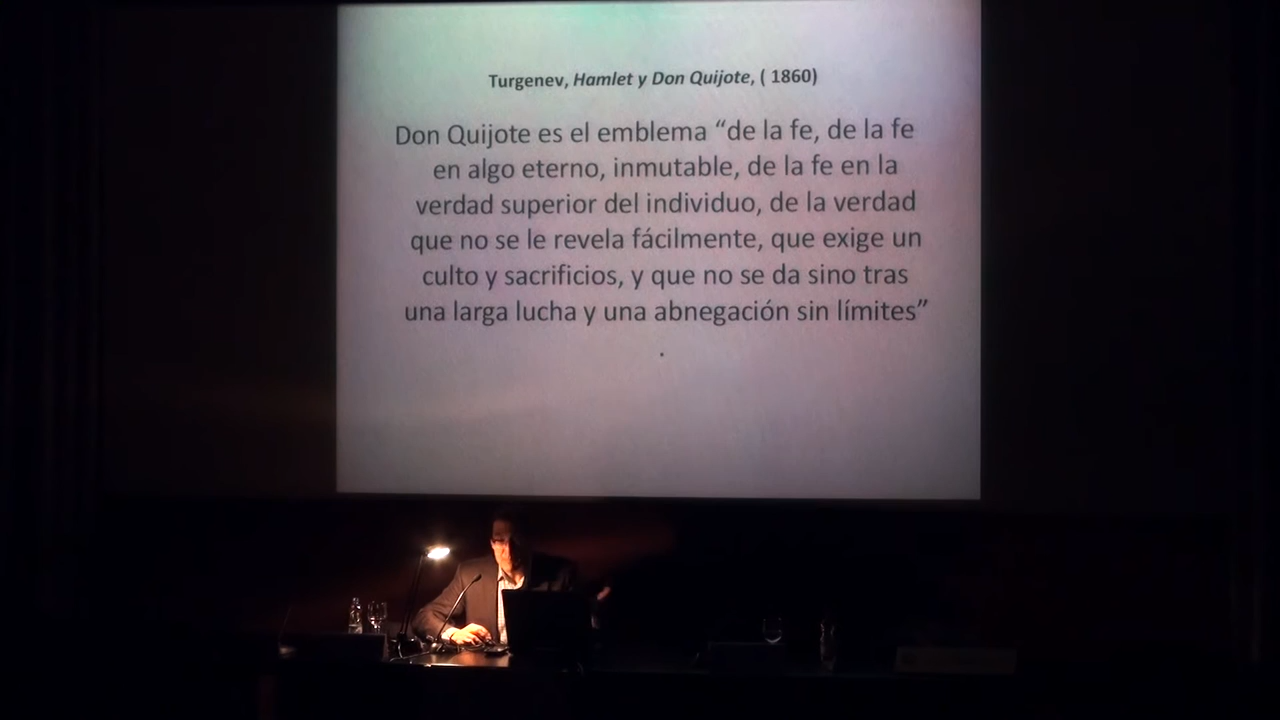 Turgenev, Hamlet y Don Quijote, ( 1860)
Don Quijote es el emblema “de la fe, de la fe
en algo eterno, inmutable, de la fe en la
verdad superior del individuo, de la verdad
que no se le revela fácilmente, que exige un
culto y sacrificios, y que no se da sino tras
una larga lucha y una abnegación sin límites”
.